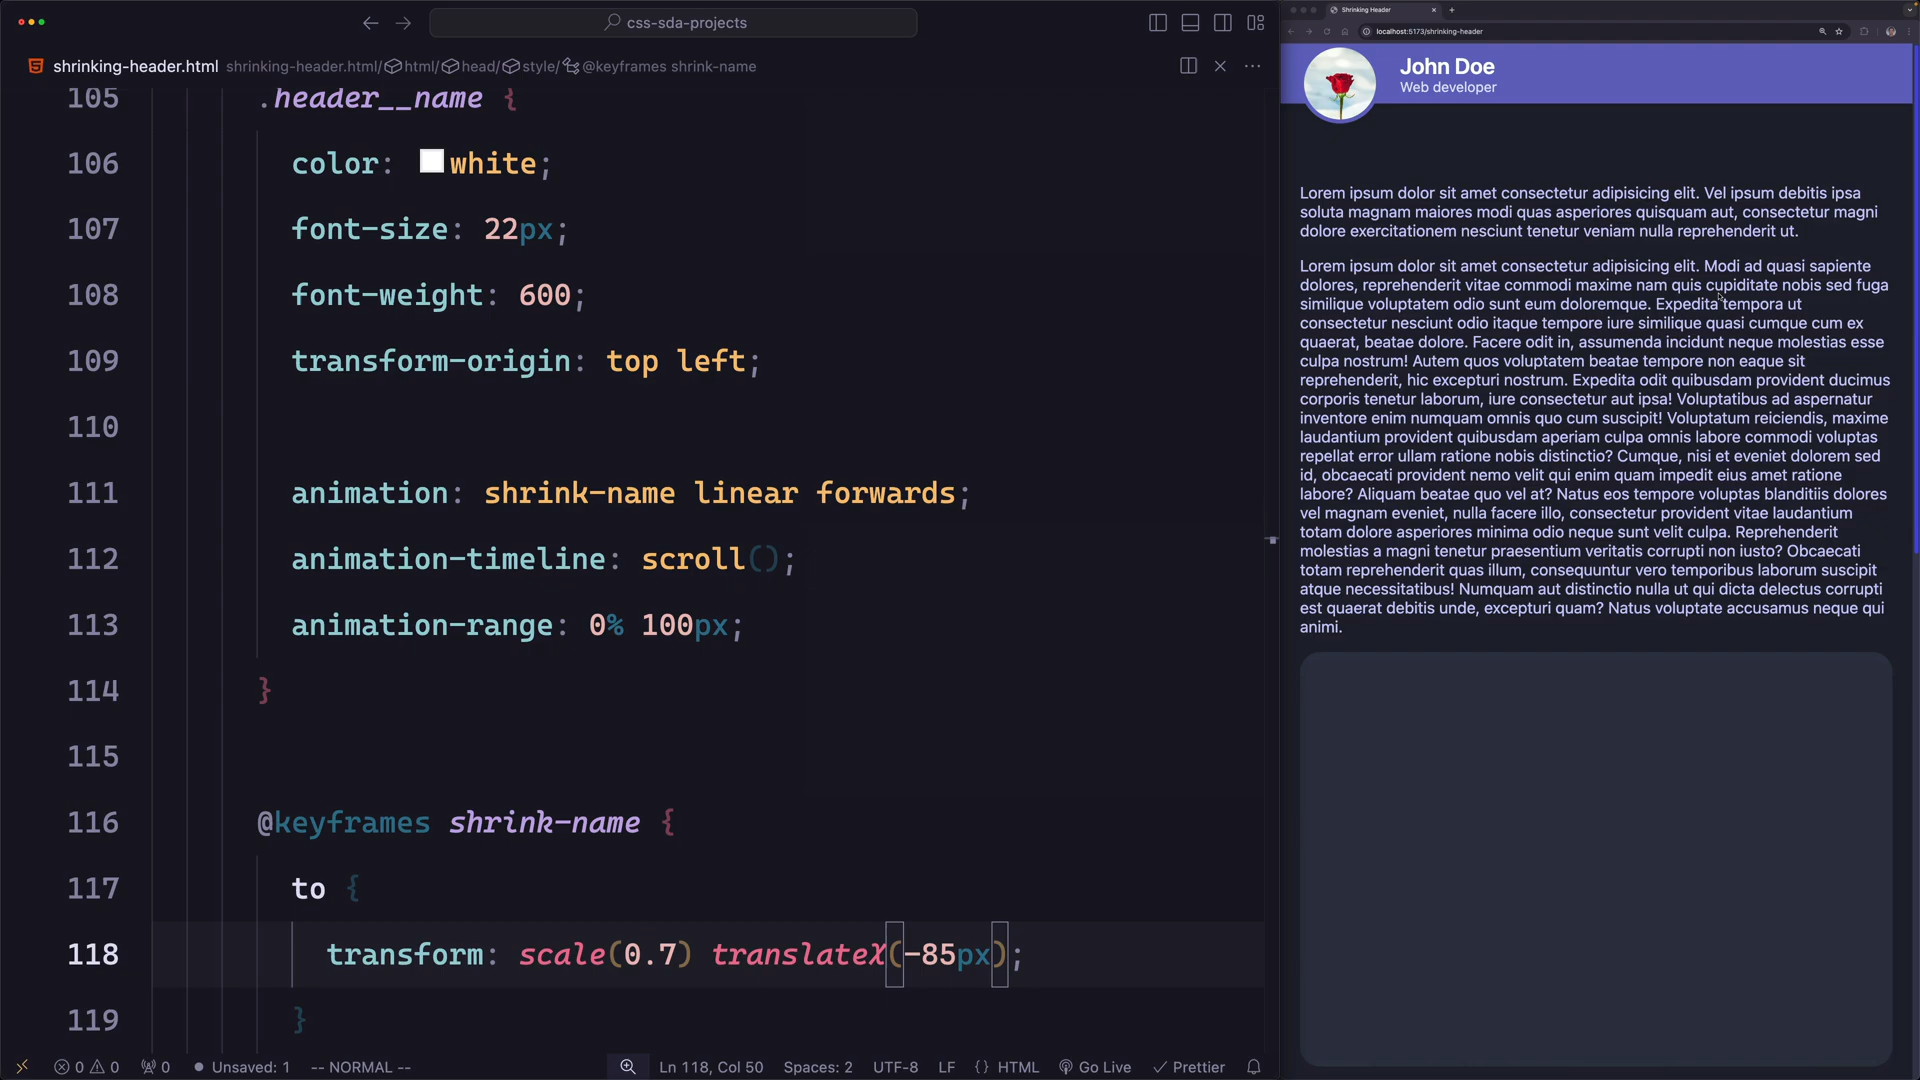 css-sda-projects
shrinking-header.html shrinking-header.html/html/head/style/@keyframes shrink-name
105 .header__name {
106 color: white;
107 font-size: 22px;
108 font-weight: 600;
109 transform-origin: top left;
110
111 animation: shrink-name linear forwards;
112 animation-timeline: scroll();
113 animation-range: 0% 100px;
114 }
115
116 @keyframes shrink-name {
117 to {
118 transform: scale(0.7) translateX(-85px);
119 }
0 0 0 Unsaved: 1 -- NORMAL -- Ln 118, Col 50 Spaces: 2 UTF-8 LF {} HTML Go Live Prettier
Shrinking Header
localhost:5173/shrinking-header
John Doe
Web developer
Lorem ipsum dolor sit amet consectetur adipisicing elit. Vel ipsum debitis ipsa
soluta magnam maiores modi quas asperiores quisquam aut, consectetur magni
dolore exercitationem nesciunt tenetur veniam nulla reprehenderit ut.
Lorem ipsum dolor sit amet consectetur adipisicing elit. Modi ad quasi sapiente
dolores, reprehenderit vitae commodi maxime nam quis cupiditate nobis sed fuga
similique voluptatem odio sunt eum doloremque. Expedita tempora ut
consectetur nesciunt odio itaque tempore iure similique quasi cumque cum ex
quaerat, beatae dolore. Facere odit in, assumenda incidunt neque molestias esse
culpa nostrum! Autem quos voluptatem beatae tempore non eaque sit
reprehenderit, hic excepturi nostrum. Expedita odit quibusdam provident ducimus
corporis tenetur laborum, iure consectetur aut ipsa! Voluptatibus ad aspernatur
inventore enim numquam omnis quo cum suscipit! Voluptatum reiciendis, maxime
laudantium provident quibusdam aperiam culpa omnis labore commodi voluptas
repellat error ullam ratione nobis distinctio? Cumque, nisi et eveniet dolorem sed
id, obcaecati provident nemo velit qui enim quam impedit eius amet ratione
labore? Aliquam beatae quo vel at? Natus eos tempore voluptas blanditiis dolores
vel magnam eveniet, nulla facere illo, consectetur provident vitae laudantium
totam dolore asperiores minima odio neque sunt velit culpa. Reprehenderit
molestias a magni tenetur praesentium veritatis corrupti non iusto? Obcaecati
totam reprehenderit quas illum, consequuntur vero temporibus laborum suscipit
atque necessitatibus! Numquam aut distinctio nulla ut qui dicta delectus corrupti
est quaerat debitis unde, excepturi quam? Natus voluptate accusamus neque qui
animi.